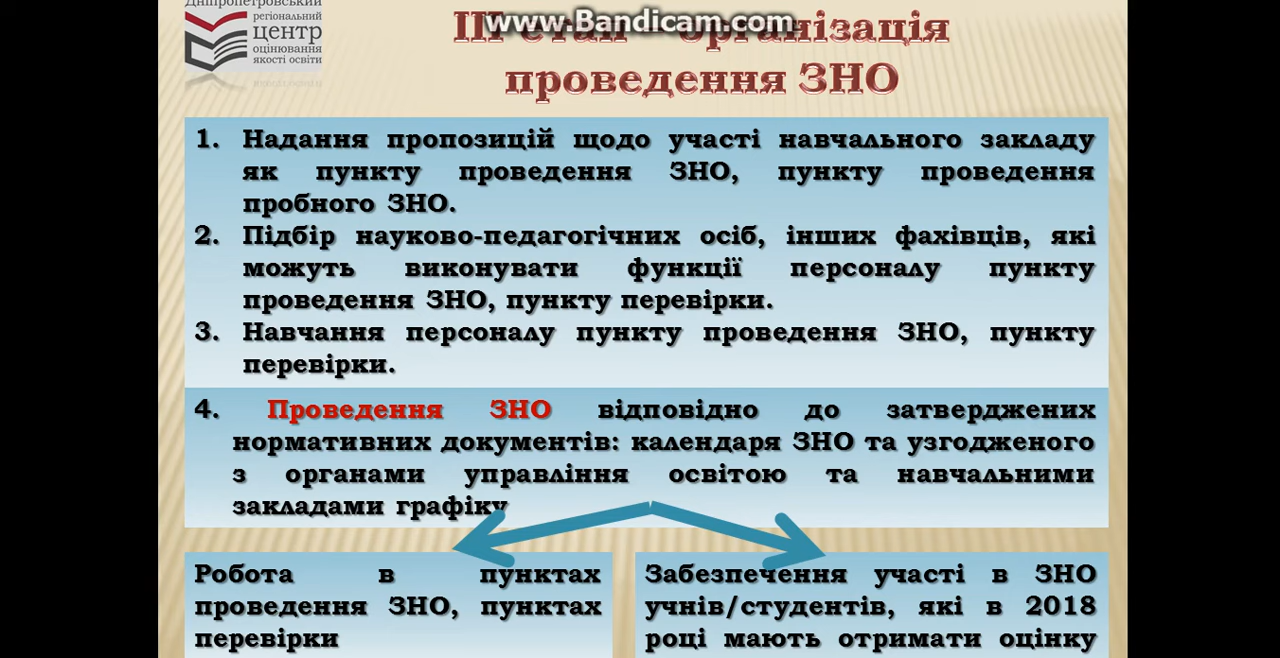 Дніпропетровський
регіональний
центр
оцінювання
якості освіти
www.Bandicam.com
ІІІ етап – організація
проведення ЗНО
1. Надання пропозицій щодо участі навчального закладу
як пункту проведення ЗНО, пункту проведення
пробного ЗНО.
2. Підбір науково-педагогічних осіб, інших фахівців, які
можуть виконувати функції персоналу пункту
проведення ЗНО, пункту перевірки.
3. Навчання персоналу пункту проведення ЗНО, пункту
перевірки.
4. Проведення ЗНО відповідно до затверджених
нормативних документів: календаря ЗНО та узгодженого
з органами управління освітою та навчальними
закладами графіку
Робота в пунктах
проведення ЗНО, пунктах
перевірки
Забезпечення участі в ЗНО
учнів/студентів, які в 2018
році мають отримати оцінку